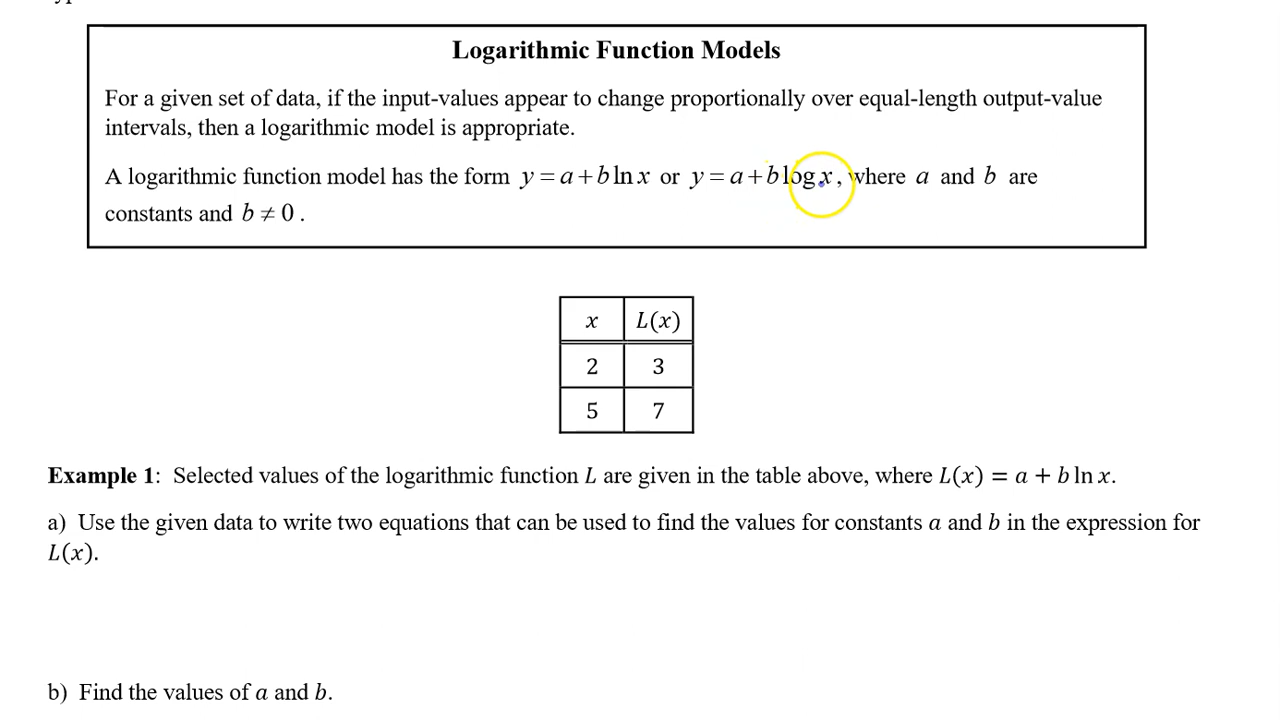 Logarithmic Function Models
For a given set of data, if the input-values appear to change proportionally over equal-length output-value
intervals, then a logarithmic model is appropriate.
A logarithmic function model has the form y = a + b ln x or y = a + b log x, where a and b are
constants and b ≠ 0.
x L(x)
2 3
5 7
Example 1: Selected values of the logarithmic function L are given in the table above, where L(x) = a + b ln x.
a) Use the given data to write two equations that can be used to find the values for constants a and b in the expression for
L(x).
b) Find the values of a and b.